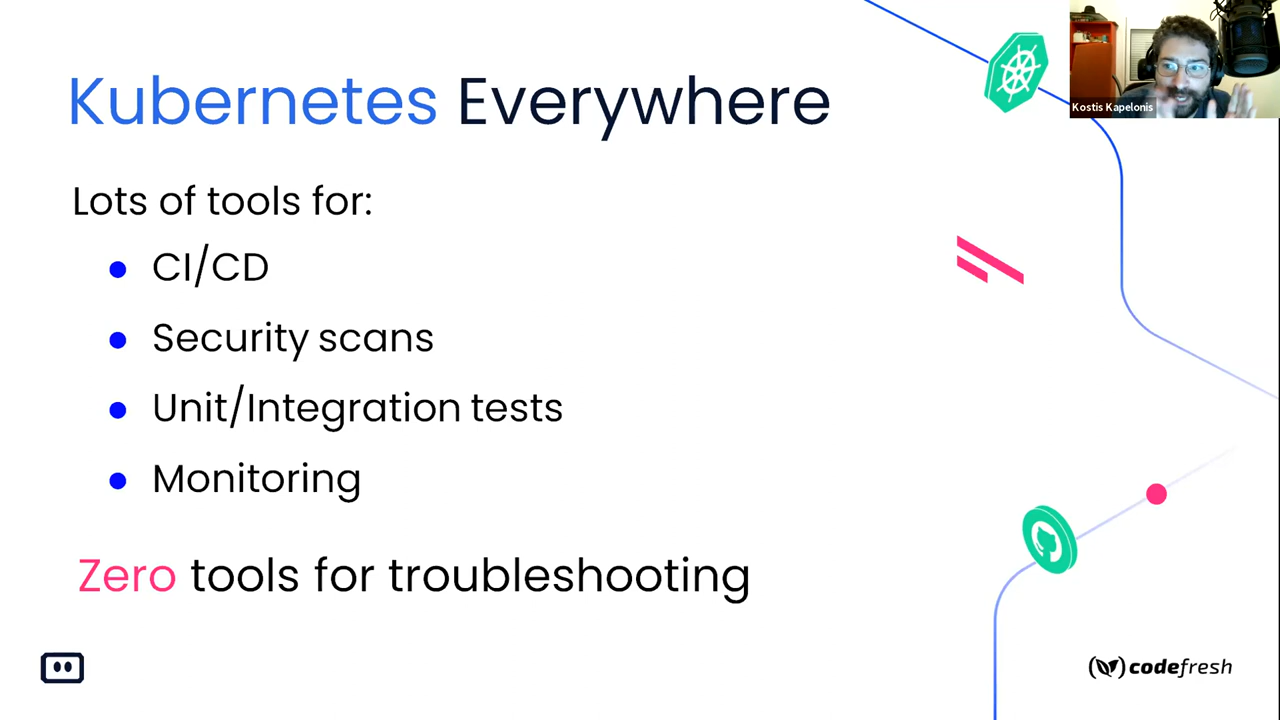 Kubernetes Everywhere
Kostis Kapelonis
Lots of tools for:
CI/CD
Security scans
Unit/Integration tests
Monitoring
Zero tools for troubleshooting
codefresh